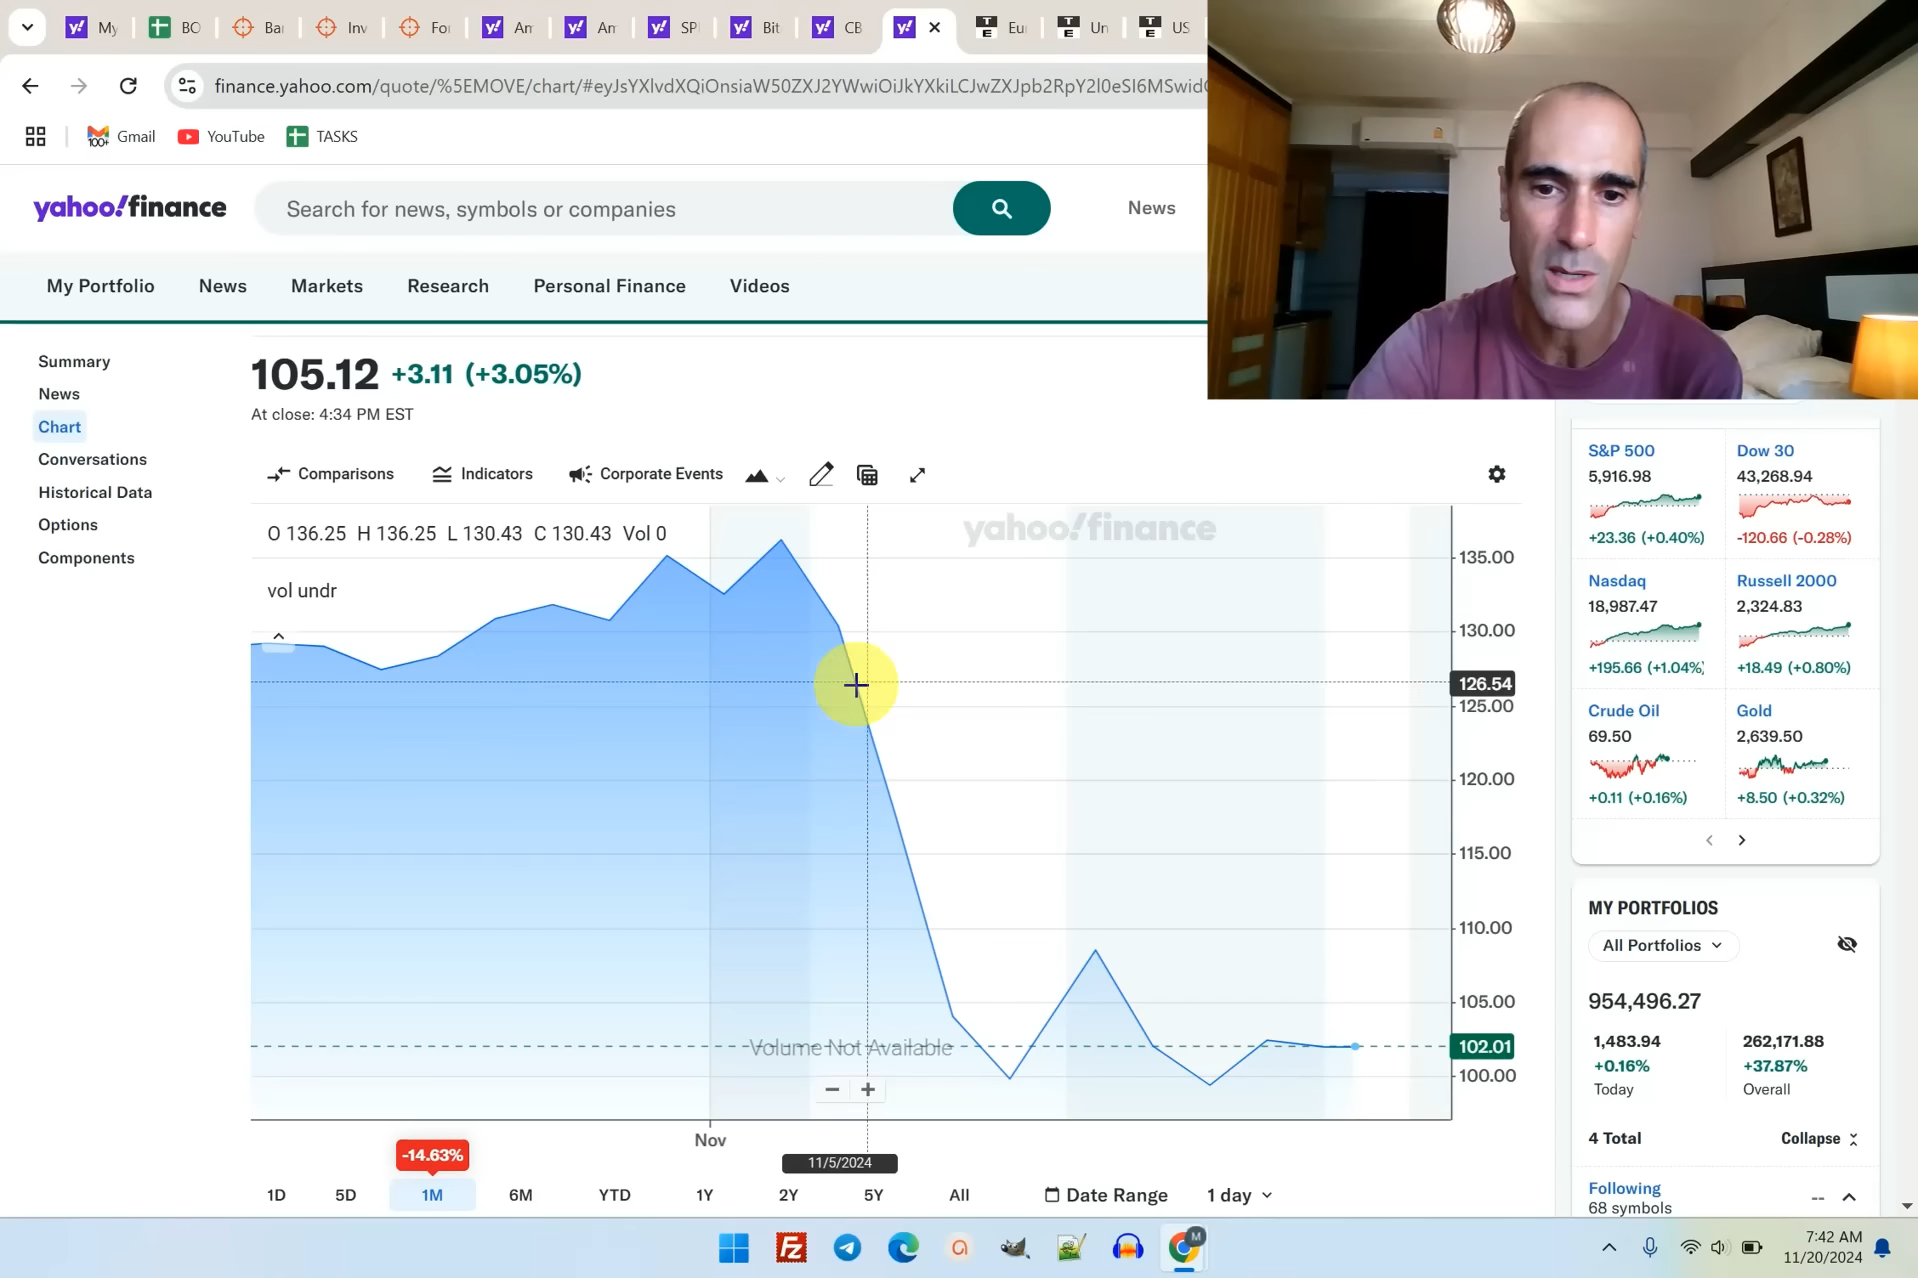 My
BO
Bar
Inv
For
Am
Am
SP
Bit
CB
Eu
Un
US
finance.yahoo.com/quote/%5EMOVE/chart/#eyJsYXlvdXQiOnsiaW50ZXJ2YWwiOiJkYXkiLCJwZXJpb2RpY2l0eSI6MSwid
Gmail
YouTube
TASKS
yahoo!finance
Search for news, symbols or companies
News
My Portfolio
News
Markets
Research
Personal Finance
Videos
Summary
News
Chart
Conversations
Historical Data
Options
Components
105.12 +3.11 (+3.05%)
At close: 4:34 PM EST
Comparisons
Indicators
Corporate Events
O 136.25 H 136.25 L 130.43 C 130.43 Vol 0
vol undr
yahoo!finance
135.00
130.00
126.54
125.00
120.00
115.00
110.00
105.00
102.01
100.00
Volume Not Available
Nov
11/5/2024
-14.63%
1D
5D
1M
6M
YTD
1Y
2Y
5Y
All
Date Range
1 day
S&P 500
5,916.98
+23.36 (+0.40%)
Dow 30
43,268.94
-120.66 (-0.28%)
Nasdaq
18,987.47
+195.66 (+1.04%)
Russell 2000
2,324.83
+18.49 (+0.80%)
Crude Oil
69.50
+0.11 (+0.16%)
Gold
2,639.50
+8.50 (+0.32%)
MY PORTFOLIOS
All Portfolios
954,496.27
1,483.94
+0.16%
Today
262,171.88
+37.87%
Overall
4 Total
Collapse
Following
--
68 symbols
7:42 AM
11/20/2024